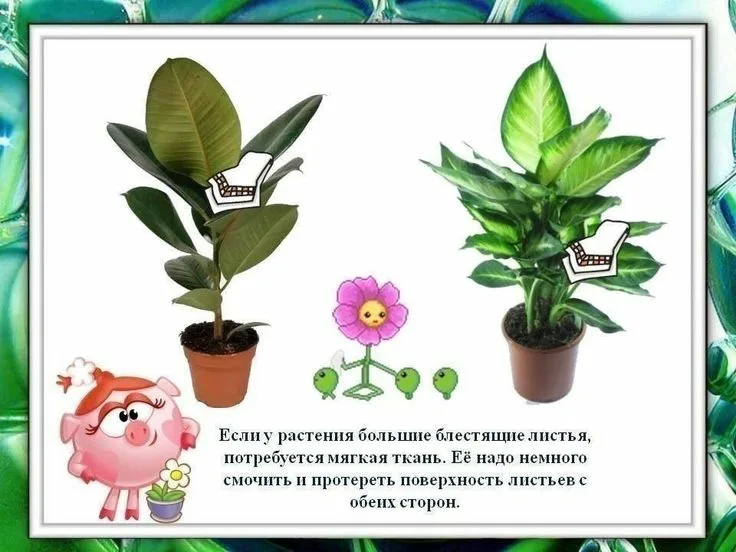 Если у растения большие блестящие листья,
потребуется мягкая ткань. Её надо немного
смочить и протереть поверхность листьев с
обеих сторон.